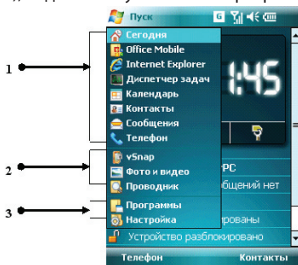 Пуск
G
Сегодня
Office Mobile
Internet Explorer
Диспетчер задач
1
Календарь
1:45
Контакты
Сообщения
Телефон
vSnap
2
Фото и видео
PC
Проводник
общений нет
Программы
3
Настройка
рованы
Устройство разблокировано
Телефон
Контакты